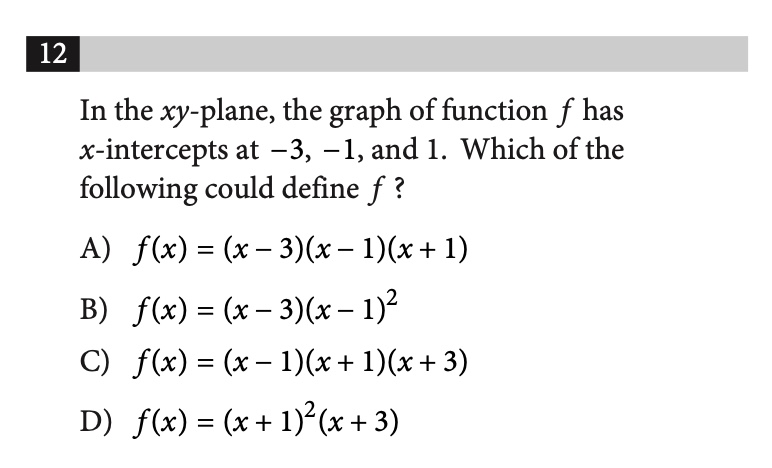 12
In the xy-plane, the graph of function f has
x-intercepts at −3, −1, and 1. Which of the
following could define f ?
A) f(x) = (x − 3)(x − 1)(x + 1)
B) f(x) = (x − 3)(x − 1)²
C) f(x) = (x − 1)(x + 1)(x + 3)
D) f(x) = (x + 1)²(x + 3)